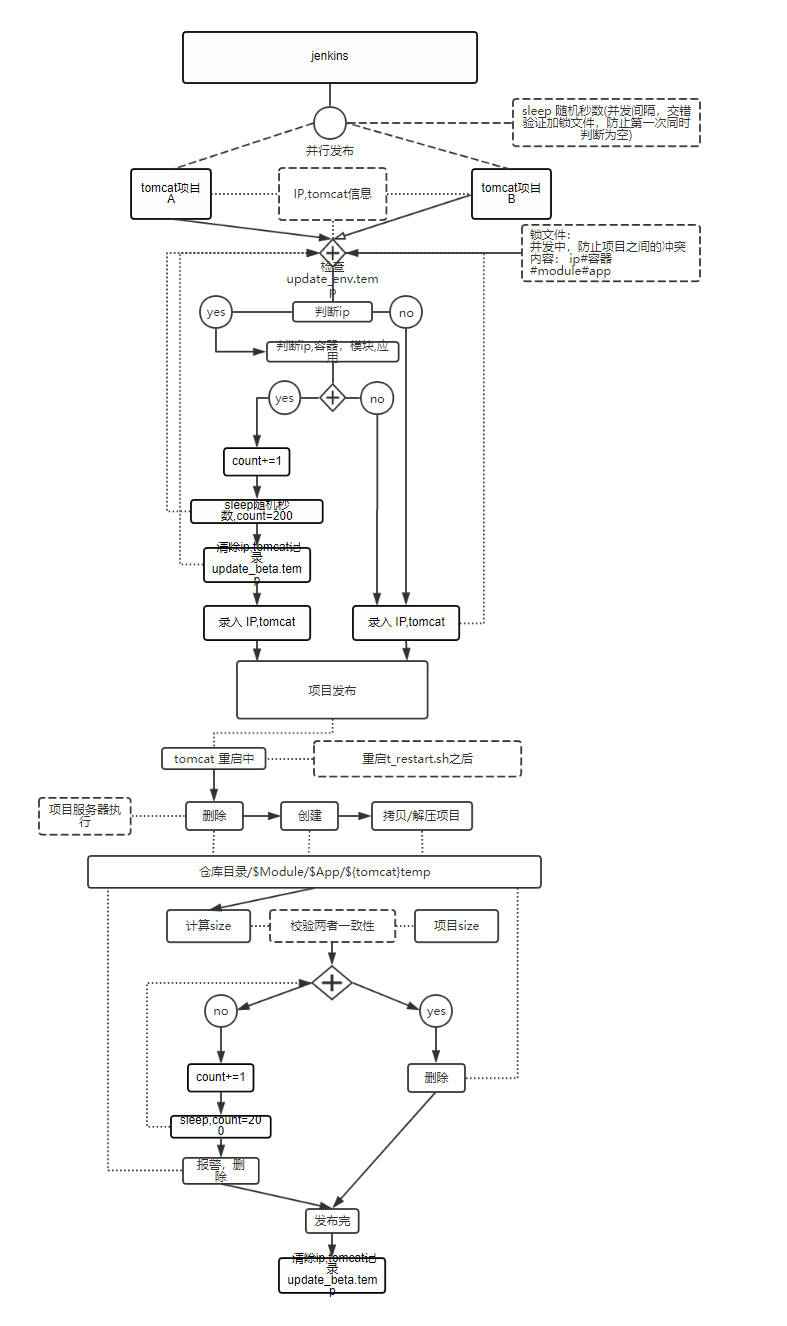 jenkins
sleep 随机秒数(并发间隔，交错
验证加锁文件，防止第一次同时
判断为空)
并行发布
tomcat项目
A
IP,tomcat信息
tomcat项目
B
锁文件：
并发中，防止项目之间的冲突
内容： ip#容器
#module#app
检查
update_env.tem
p
yes
判断ip
no
判断ip,容器，模块,应
用
yes
no
count+=1
sleep随机秒
数,count=200
清除ip,tomcat记
录
update_beta.tem
p
录入 IP,tomcat
录入 IP,tomcat
项目发布
tomcat 重启中
重启t_restart.sh之后
项目服务器执
行
删除
创建
拷贝/解压项目
仓库目录/$Module/$App/${tomcat}temp
计算size
校验两者一致性
项目size
no
yes
count+=1
删除
sleep,count=20
0
报警，删
除
发布完
清除ip,tomcat记
录
update_beta.tem
p